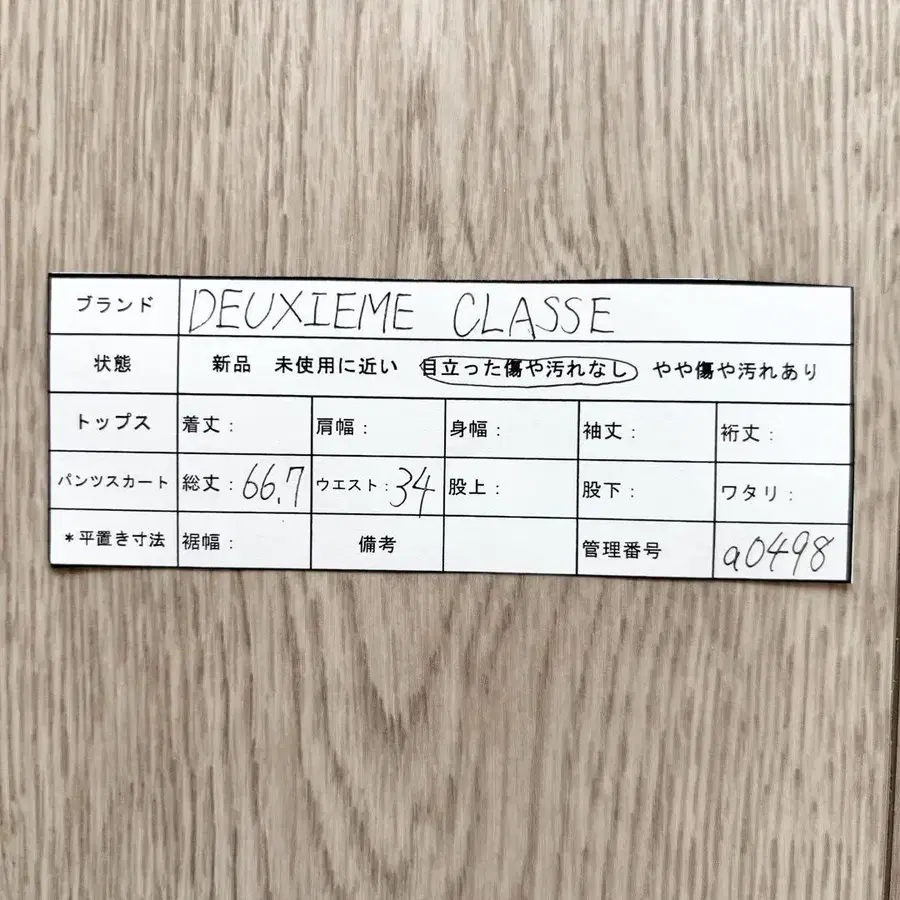 ブランド DEUXIEME CLASSE
状態 新品 未使用に近い 目立った傷や汚れなし やや傷や汚れあり
トップス 着丈: 肩幅: 身幅: 袖丈: 裄丈:
パンツスカート 総丈: 66.7 ウエスト: 34 股上: 股下: ワタリ:
*平置き寸法 裾幅: 備考 管理番号 a0498